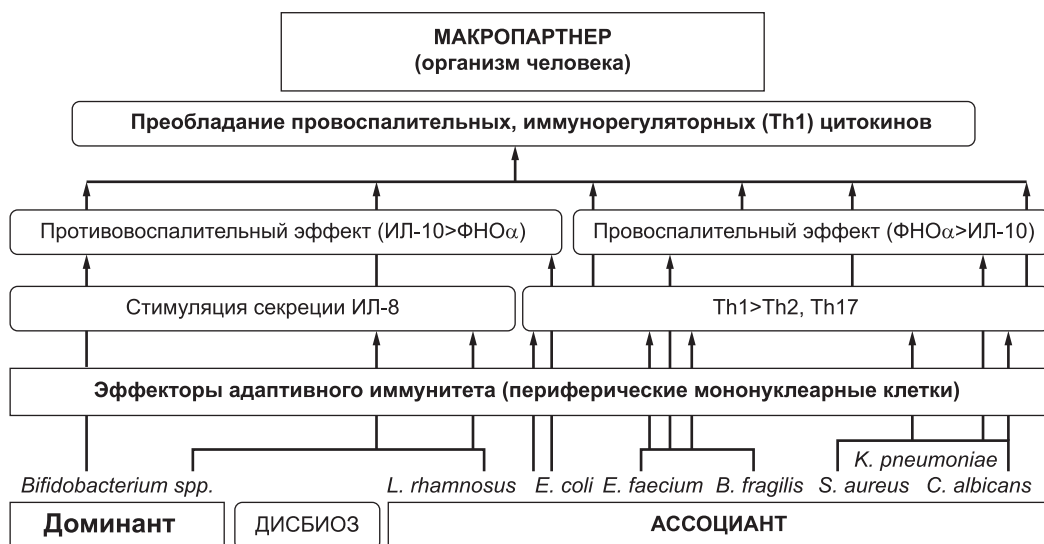 МАКРОПАРТНЕР
(организм человека)
Преобладание провоспалительных, иммунорегуляторных (Th1) цитокинов
Противовоспалительный эффект (ИЛ-10>ФНОα)
Провоспалительный эффект (ФНОα>ИЛ-10)
Стимуляция секреции ИЛ-8
Th1>Th2, Th17
Эффекторы адаптивного иммунитета (периферические мононуклеарные клетки)
K. pneumoniae
Bifidobacterium spp. L. rhamnosus E. coli E. faecium B. fragilis S. aureus C. albicans
Доминант ДИСБИОЗ АССОЦИАНТ